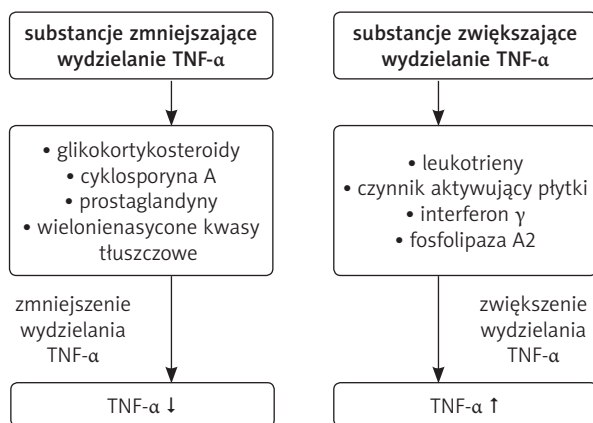 substancje zmniejszające
wydzielanie TNF-α
• glikokortykosteroidy
• cyklosporyna A
• prostaglandyny
• wielonienasycone kwasy
tłuszczowe
zmniejszenie
wydzielania
TNF-α
TNF-α ↓
substancje zwiększające
wydzielanie TNF-α
• leukotrieny
• czynnik aktywujący płytki
• interferon γ
• fosfolipaza A2
zwiększenie
wydzielania
TNF-α
TNF-α ↑